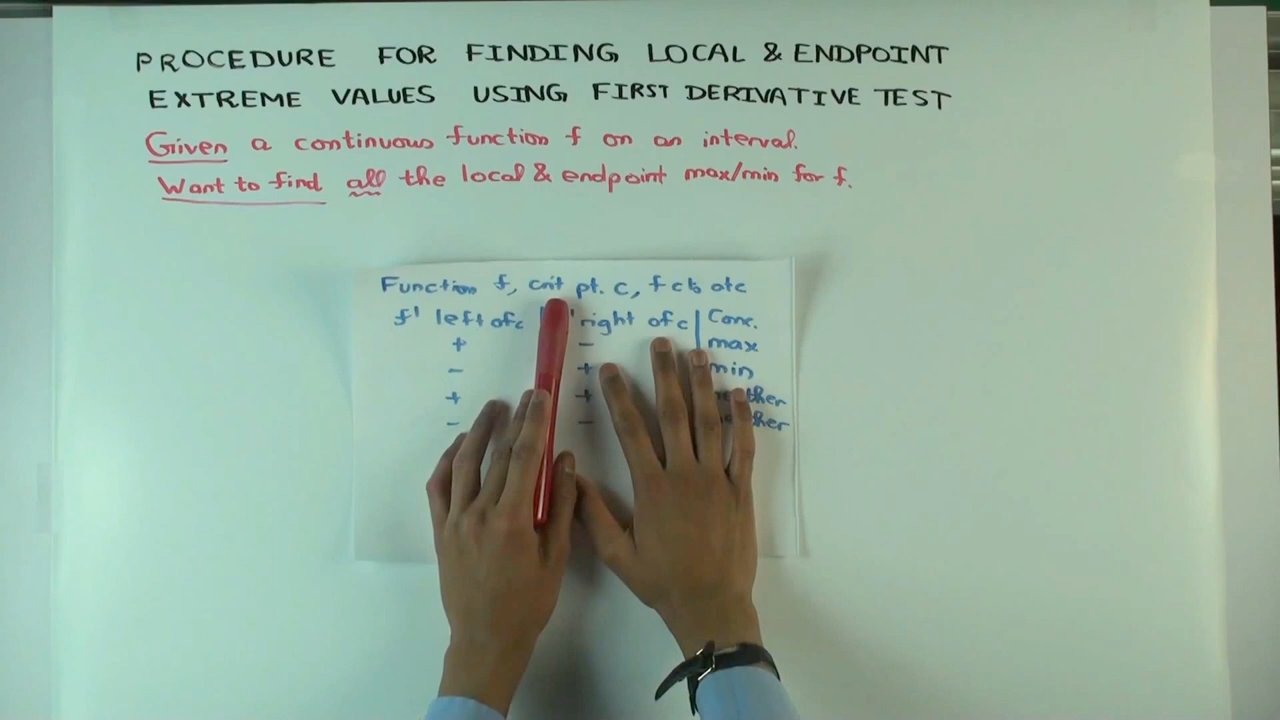 PROCEDURE FOR FINDING LOCAL & ENDPOINT
EXTREME VALUES USING FIRST DERIVATIVE TEST
Given a continuous function f on an interval.
Want to find all the local & endpoint max/min for f.
Function f, crit pt. c, f cts atc
f' left of c | right of c | Conc.
+ - max
- + min
+ +
- -